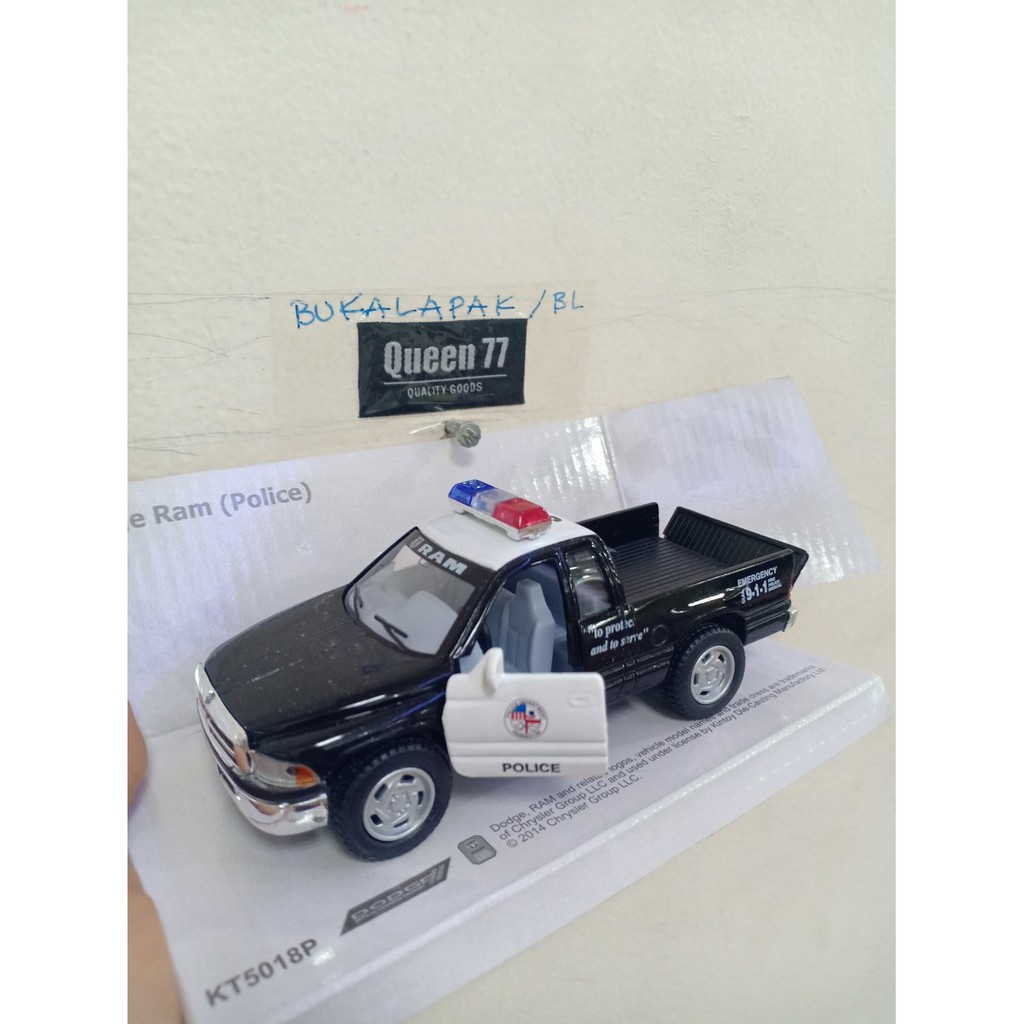 BUKALAPAK / BL
Queen 77
QUALITY GOODS
e Ram (Police)
RAM
EMERGENCY
9-1-1
"to protect
and to serve"
POLICE
Dodge, RAM and related logos, vehicle model names and trade dress are trademarks
of Chrysler Group LLC and used under license by Kintoy Die-Casting Manufactory Ltd.
© 2014 Chrysler Group LLC.
DODGE
KT5018P